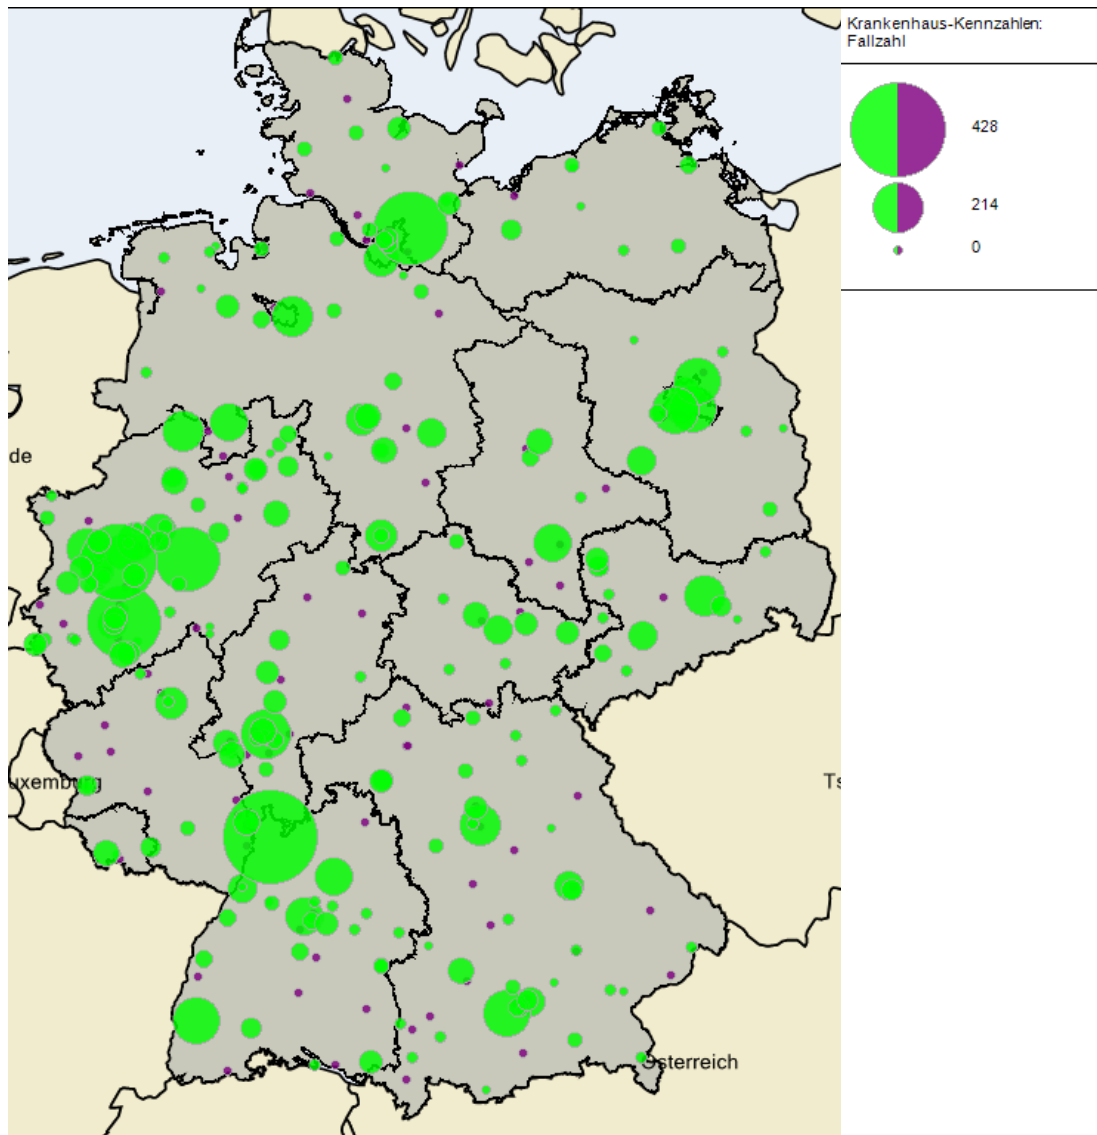 Krankenhaus-Kennzahlen:
Fallzahl
428
214
0
de
uxemburg
Ts
Österreich